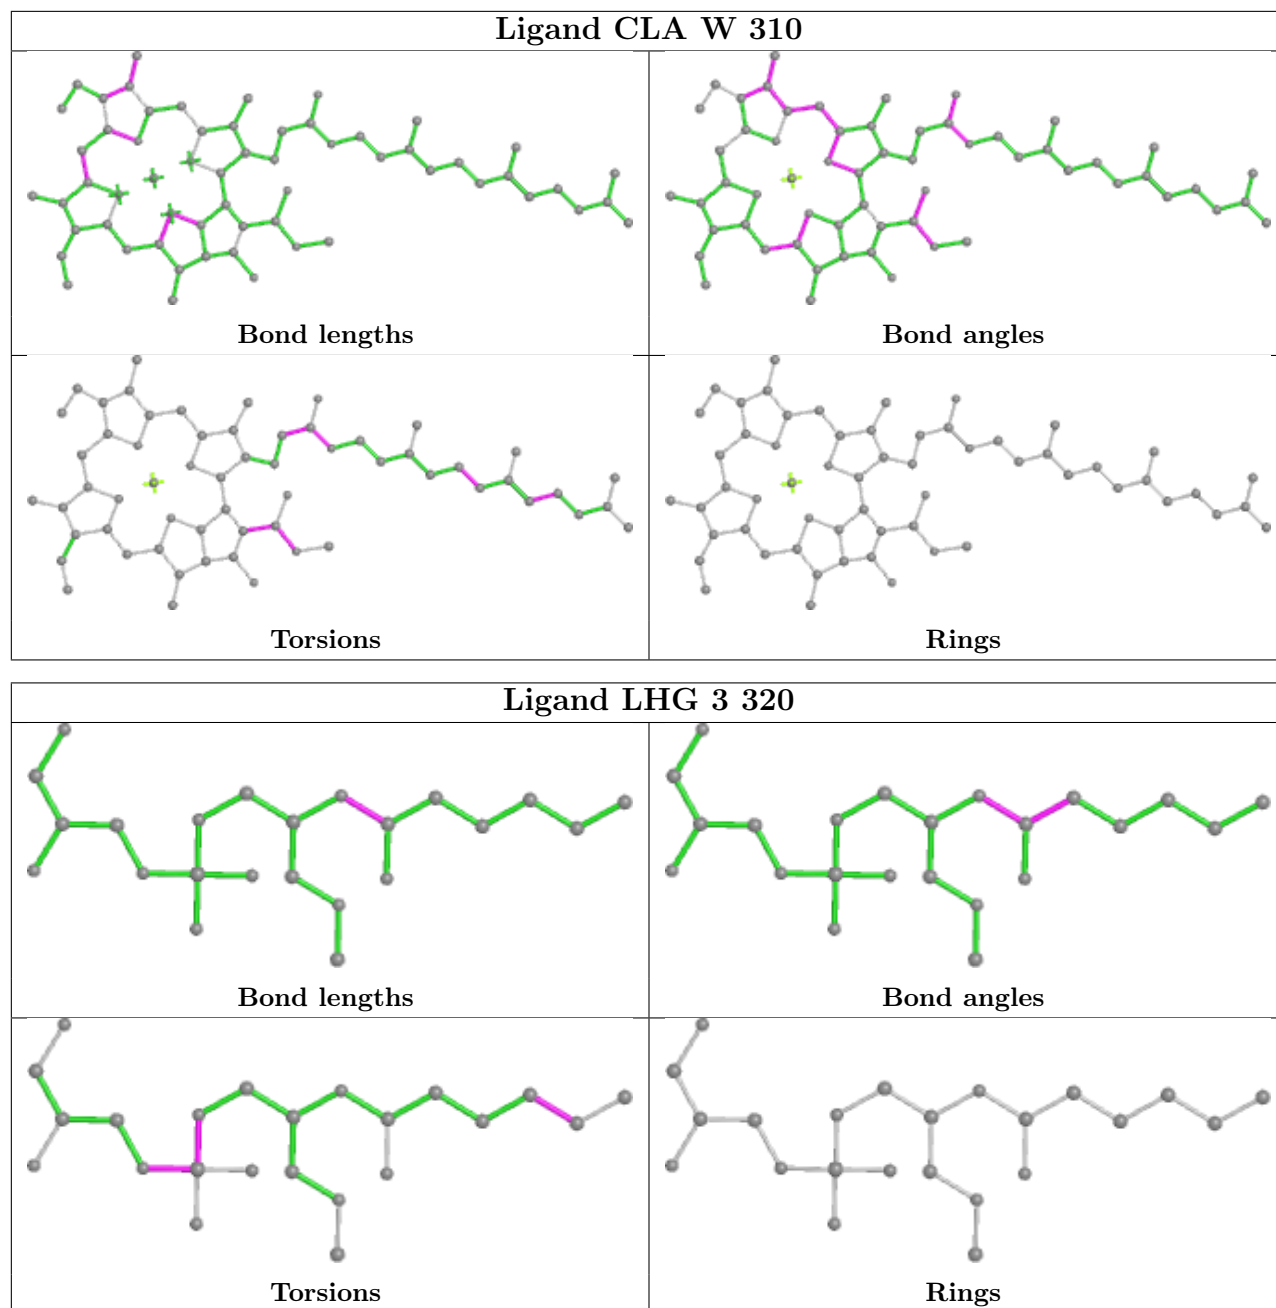 Ligand CLA W 310
Bond lengths
Bond angles
Torsions
Rings
Ligand LHG 3 320
Bond lengths
Bond angles
Torsions
Rings